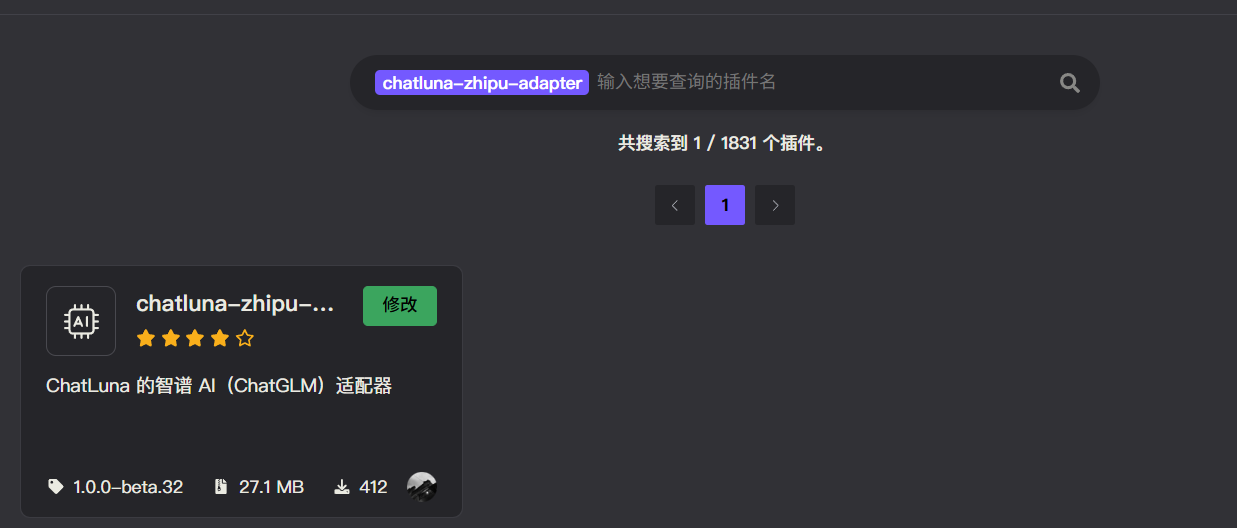 chatluna-zhipu-adapter 输入想要查询的插件名
共搜索到 1 / 1831 个插件。
1
AI
chatluna-zhipu-...
修改
ChatLuna 的智谱 AI（ChatGLM）适配器
1.0.0-beta.32 27.1 MB 412